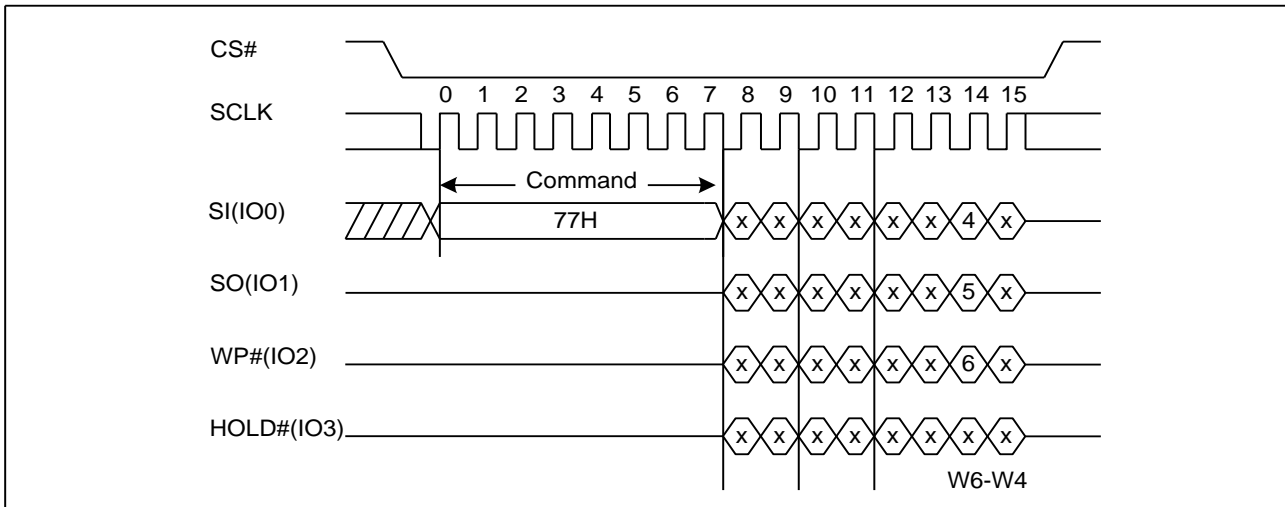 CS#
0 1 2 3 4 5 6 7 8 9 10 11 12 13 14 15
SCLK
Command
SI(IO0) 77H x x x x x x 4 x
SO(IO1) x x x x x x 5 x
WP#(IO2) x x x x x x 6 x
HOLD#(IO3) x x x x x x x x
W6-W4